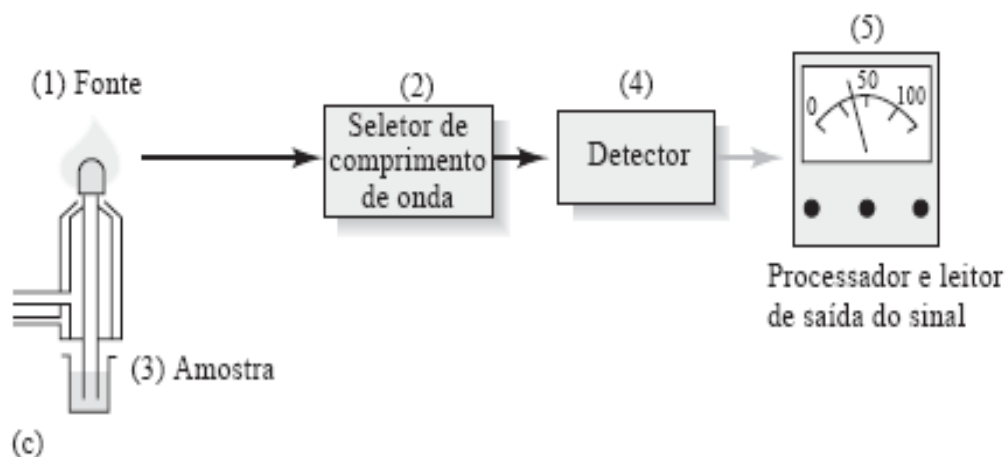 (1) Fonte
(2)
Seletor de
comprimento
de onda
(4)
Detector
(5)
0 50 100
Processador e leitor
de saída do sinal
(3) Amostra
(c)